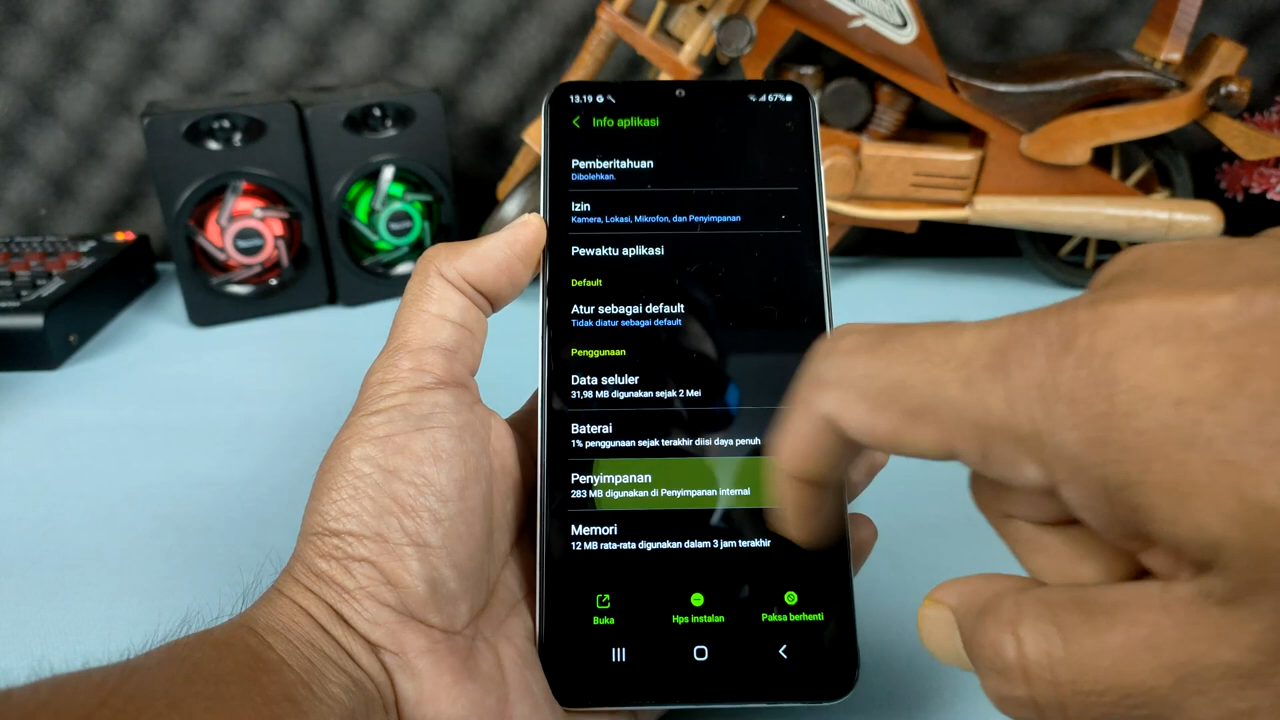 13.19 G 67%
Info aplikasi
Pemberitahuan
Dibolehkan.
Izin
Kamera, Lokasi, Mikrofon, dan Penyimpanan
Pewaktu aplikasi
Default
Atur sebagai default
Tidak diatur sebagai default
Penggunaan
Data seluler
31,98 MB digunakan sejak 2 Mei
Baterai
1% penggunaan sejak terakhir diisi daya penuh
Penyimpanan
283 MB digunakan di Penyimpanan internal
Memori
12 MB rata-rata digunakan dalam 3 jam terakhir
Buka
Hps instalan
Paksa berhenti